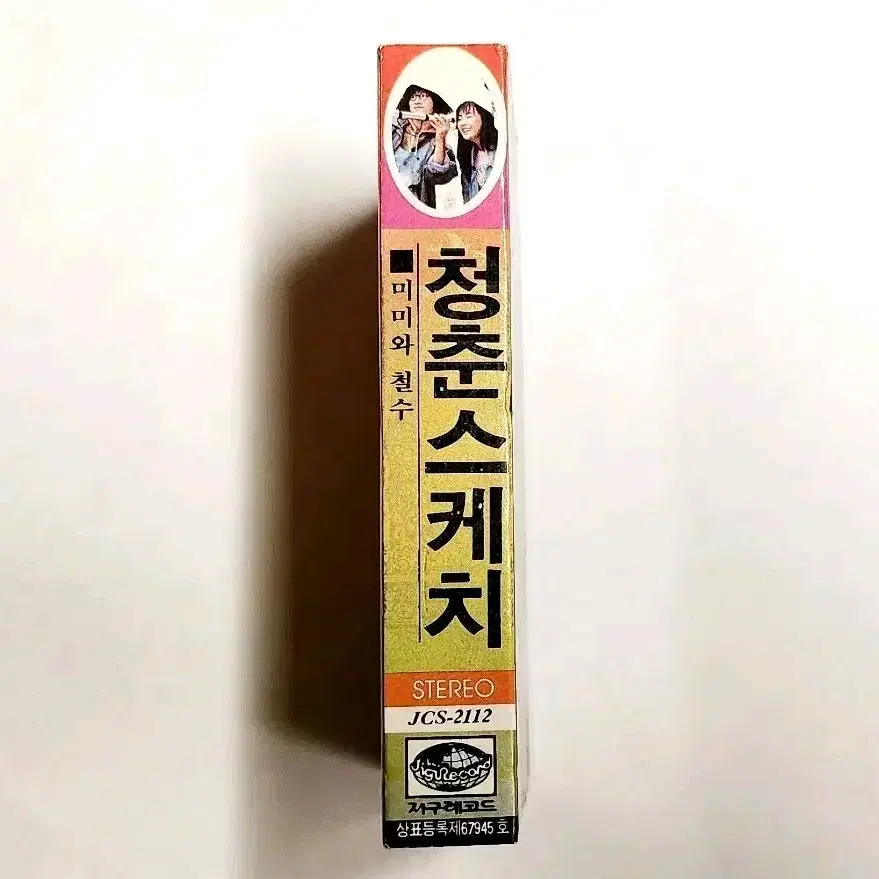 청춘스케치
■미미와 철수
STEREO
JCS-2112
JiguRecord
지구레코드
상표등록제67945호